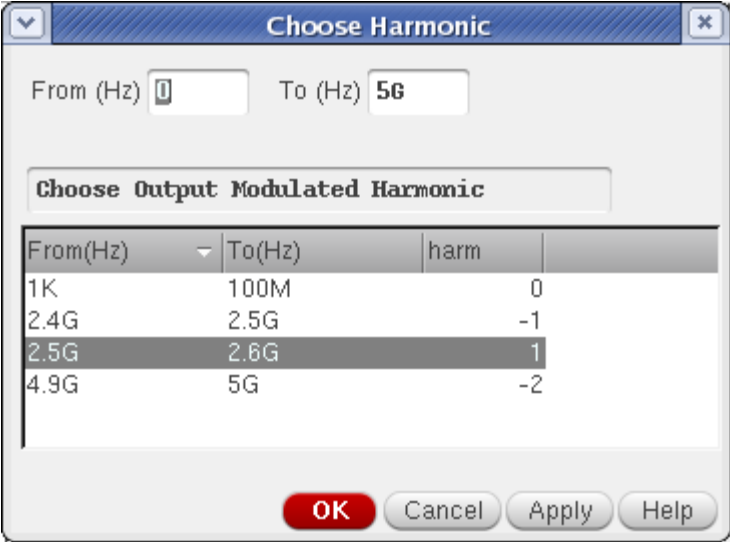 Choose Harmonic
From (Hz) 0 To (Hz) 5G
Choose Output Modulated Harmonic
From(Hz) To(Hz) harm
1K 100M 0
2.4G 2.5G -1
2.5G 2.6G 1
4.9G 5G -2
OK Cancel Apply Help